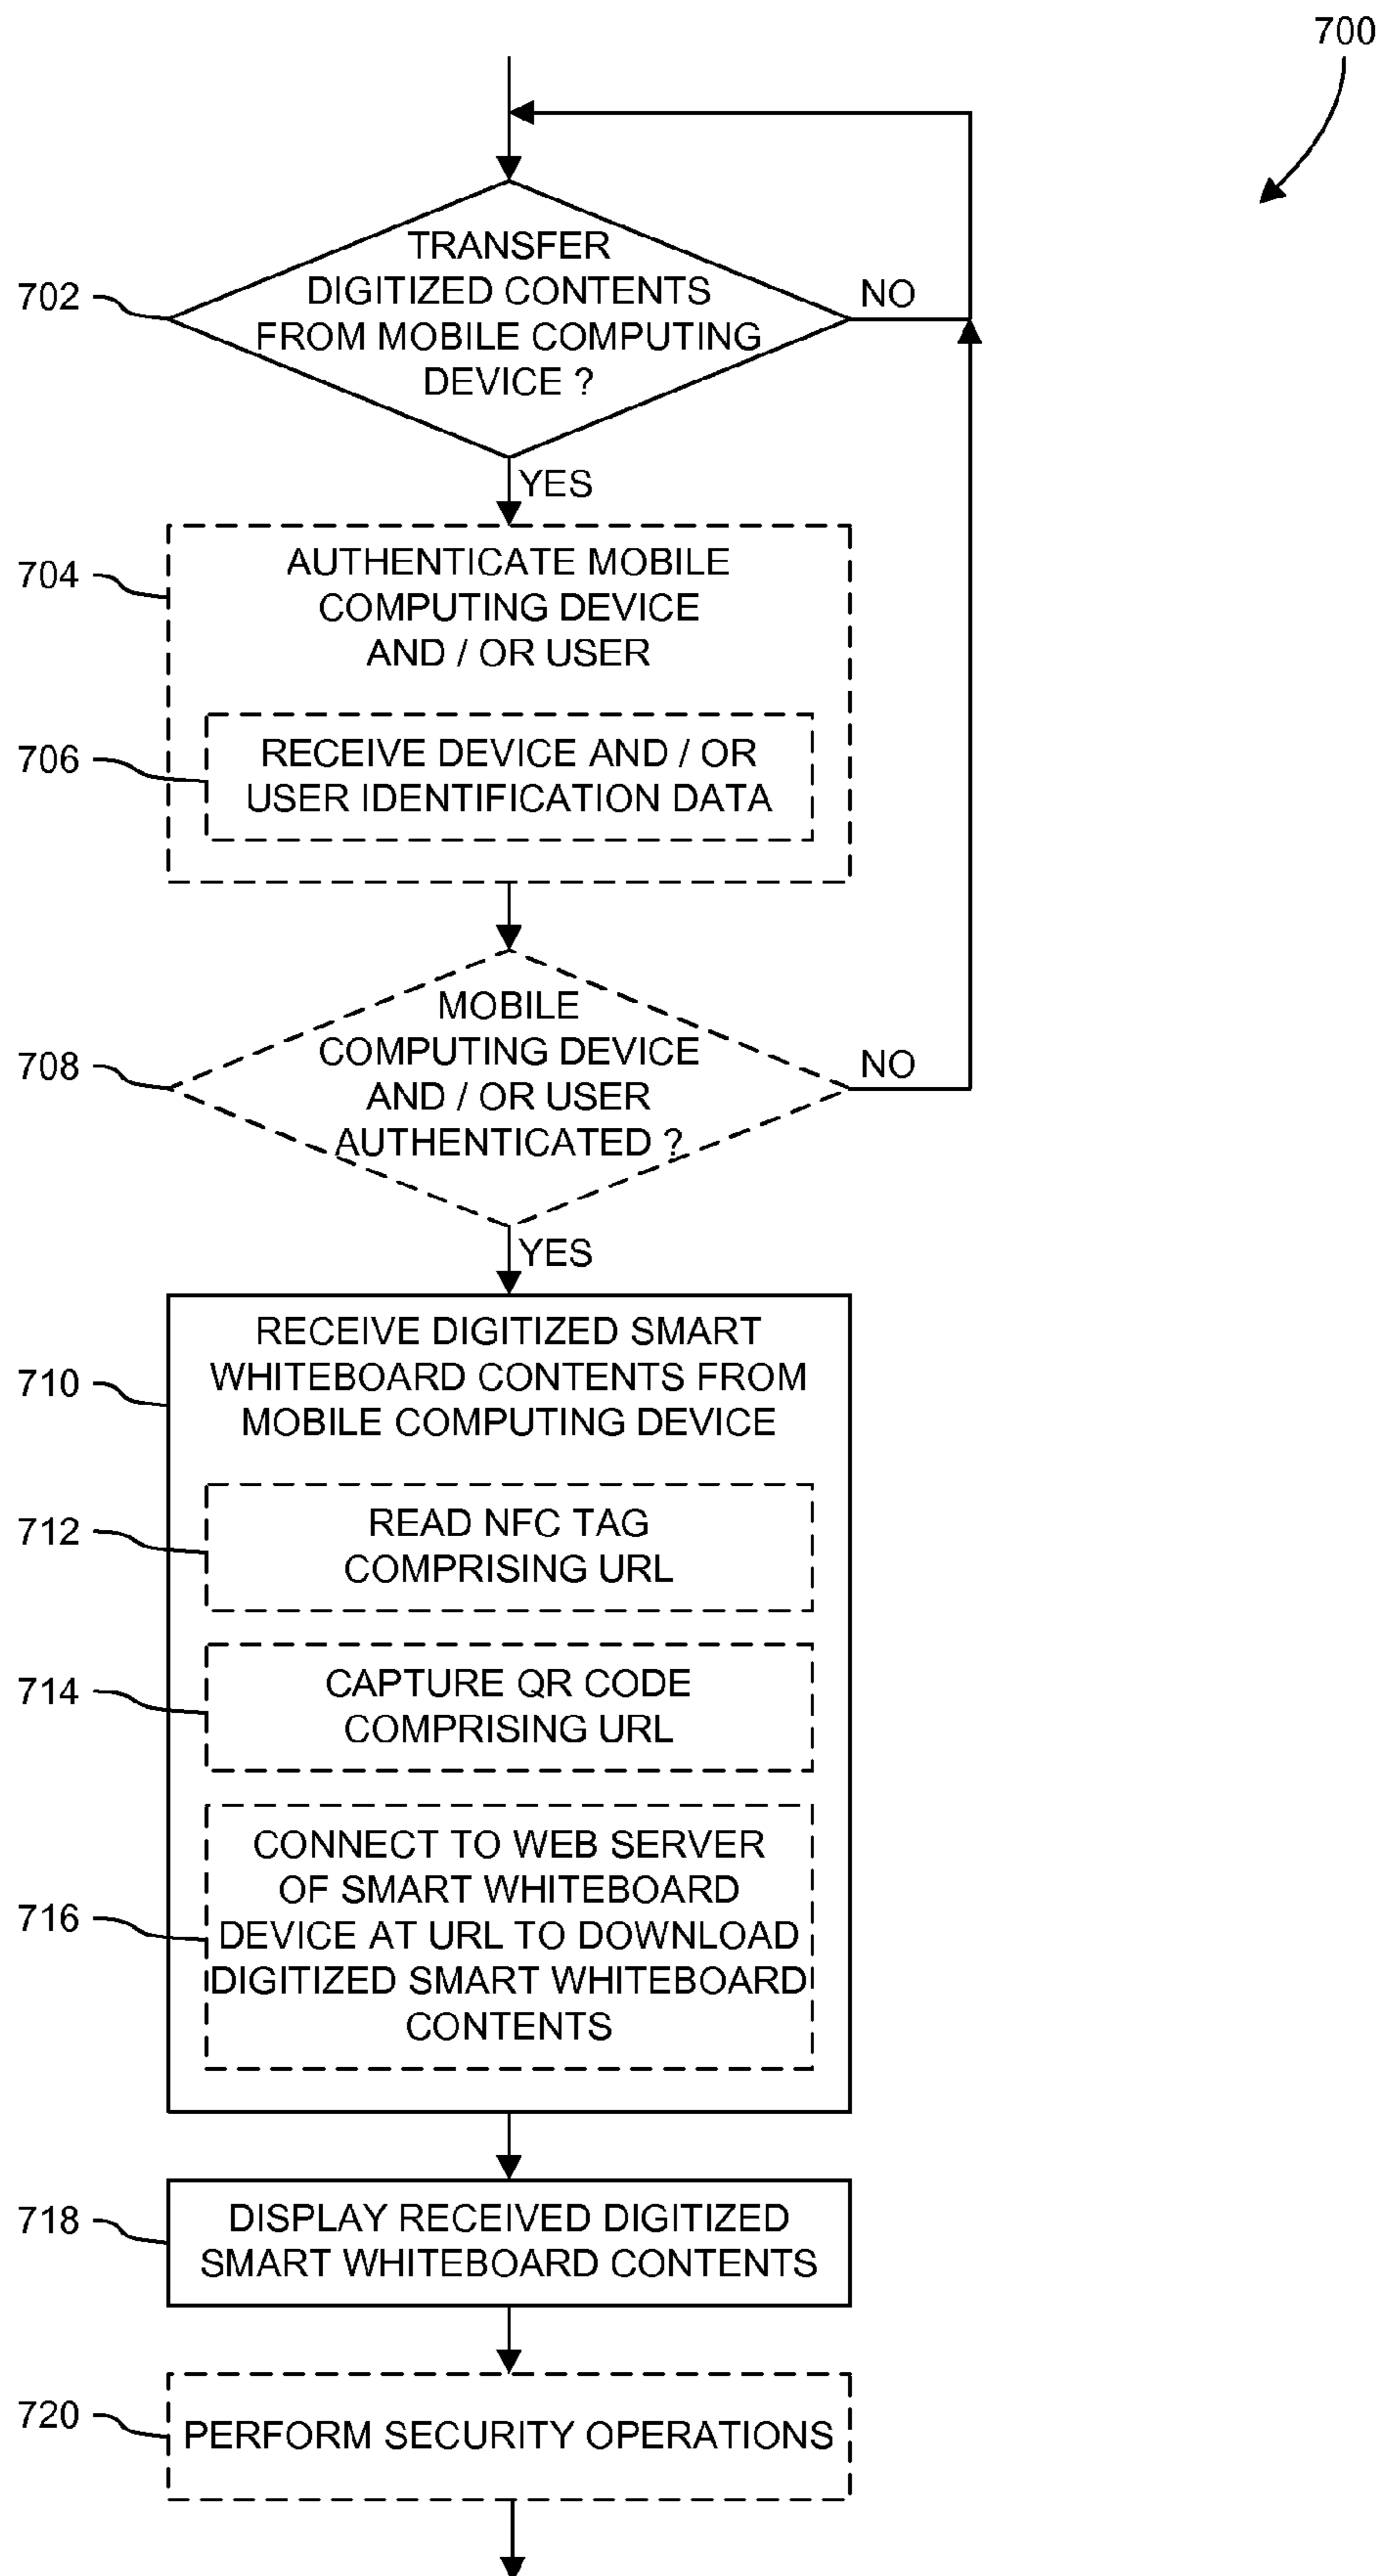 700
TRANSFER
DIGITIZED CONTENTS
FROM MOBILE COMPUTING
DEVICE ?
702
NO
YES
704
AUTHENTICATE MOBILE
COMPUTING DEVICE
AND / OR USER
706
RECEIVE DEVICE AND / OR
USER IDENTIFICATION DATA
708
MOBILE
COMPUTING DEVICE
AND / OR USER
AUTHENTICATED ?
NO
YES
710
RECEIVE DIGITIZED SMART
WHITEBOARD CONTENTS FROM
MOBILE COMPUTING DEVICE
712
READ NFC TAG
COMPRISING URL
714
CAPTURE QR CODE
COMPRISING URL
716
CONNECT TO WEB SERVER
OF SMART WHITEBOARD
DEVICE AT URL TO DOWNLOAD
DIGITIZED SMART WHITEBOARD
CONTENTS
718
DISPLAY RECEIVED DIGITIZED
SMART WHITEBOARD CONTENTS
720
PERFORM SECURITY OPERATIONS